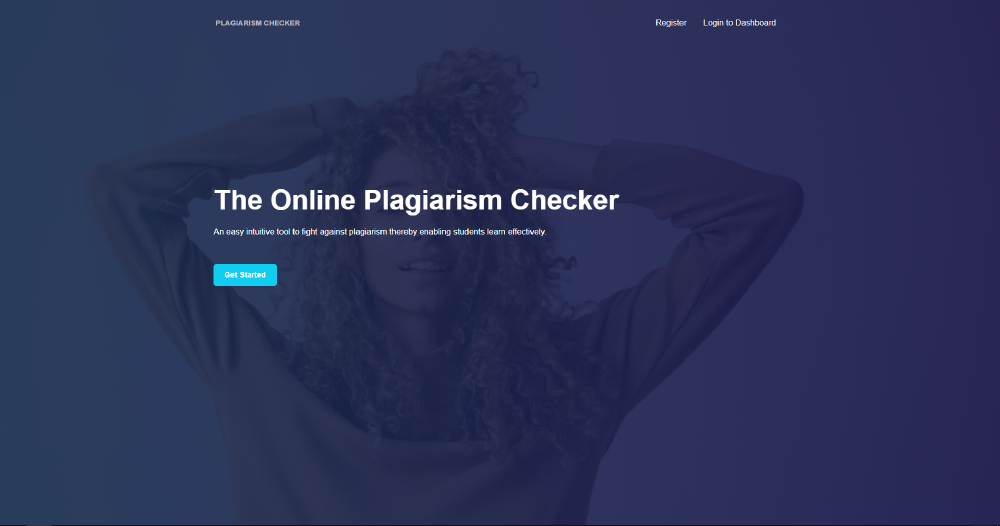 PLAGIARISM CHECKER
Register
Login to Dashboard
The Online Plagiarism Checker
An easy intuitive tool to fight against plagiarism thereby enabling students learn effectively.
Get Started